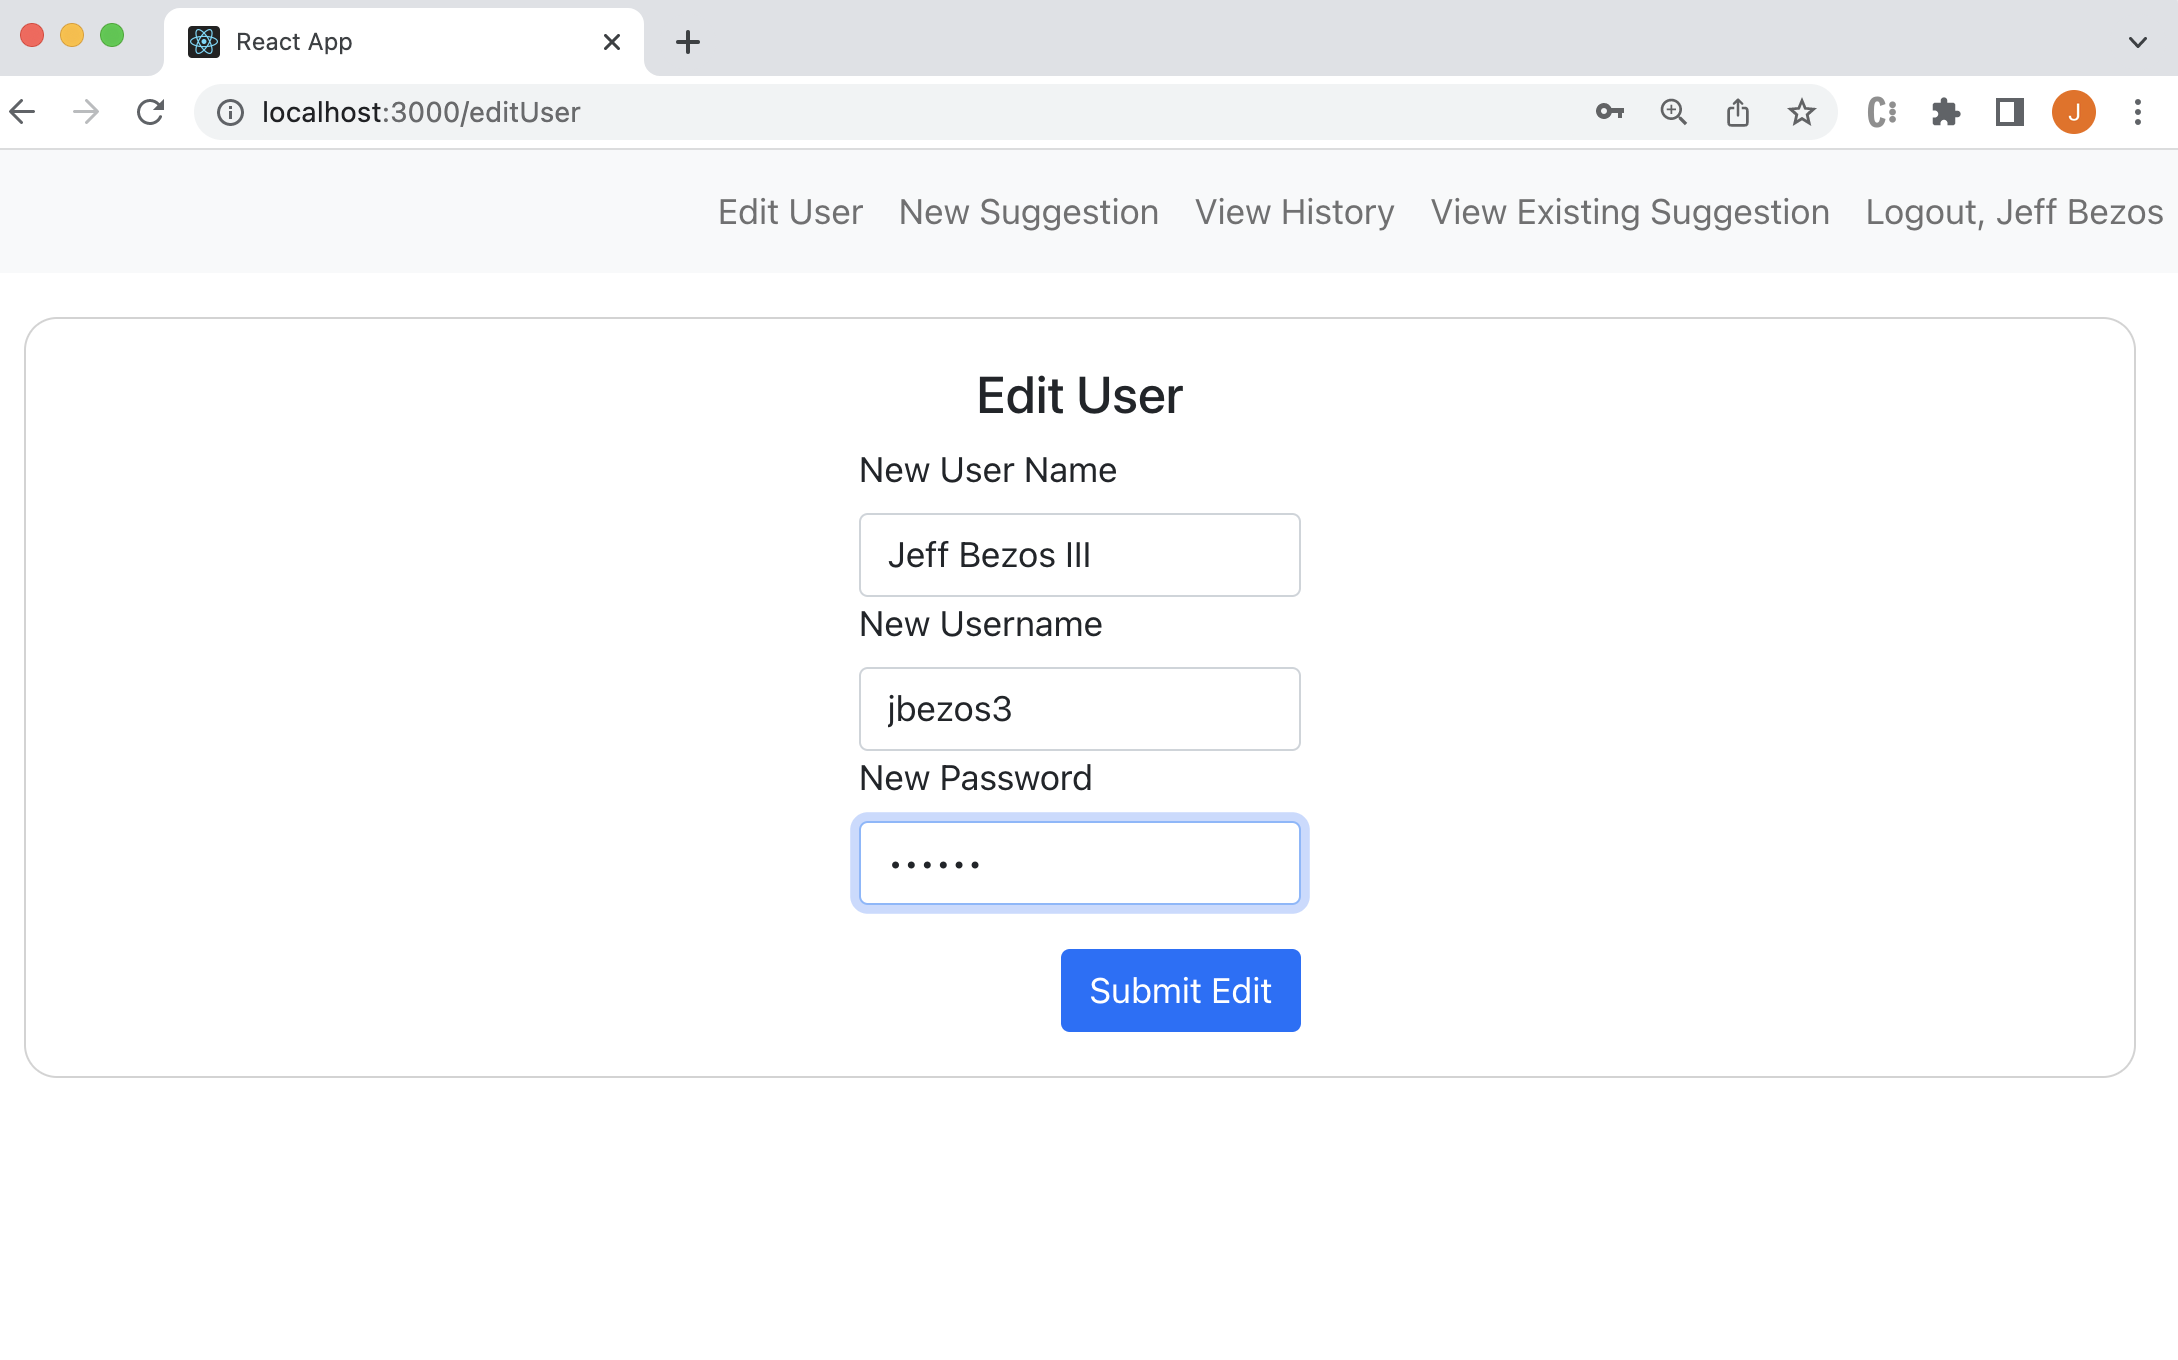 React App
localhost:3000/editUser
J
Edit User New Suggestion View History View Existing Suggestion Logout, Jeff Bezos
Edit User
New User Name
Jeff Bezos III
New Username
jbezos3
New Password
••••••
Submit Edit